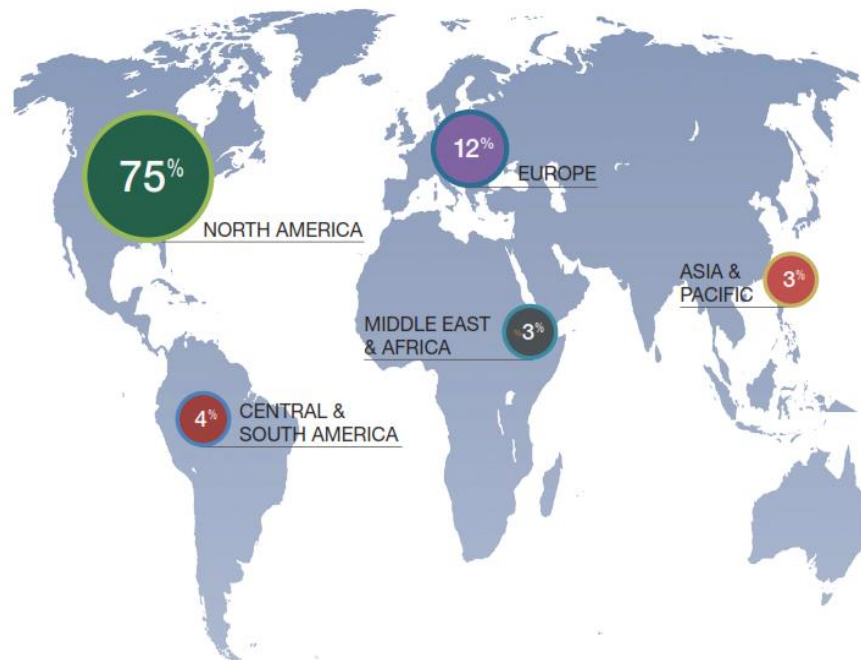 75%
NORTH AMERICA
12%
EUROPE
3%
ASIA &
PACIFIC
3%
MIDDLE EAST
& AFRICA
4%
CENTRAL &
SOUTH AMERICA